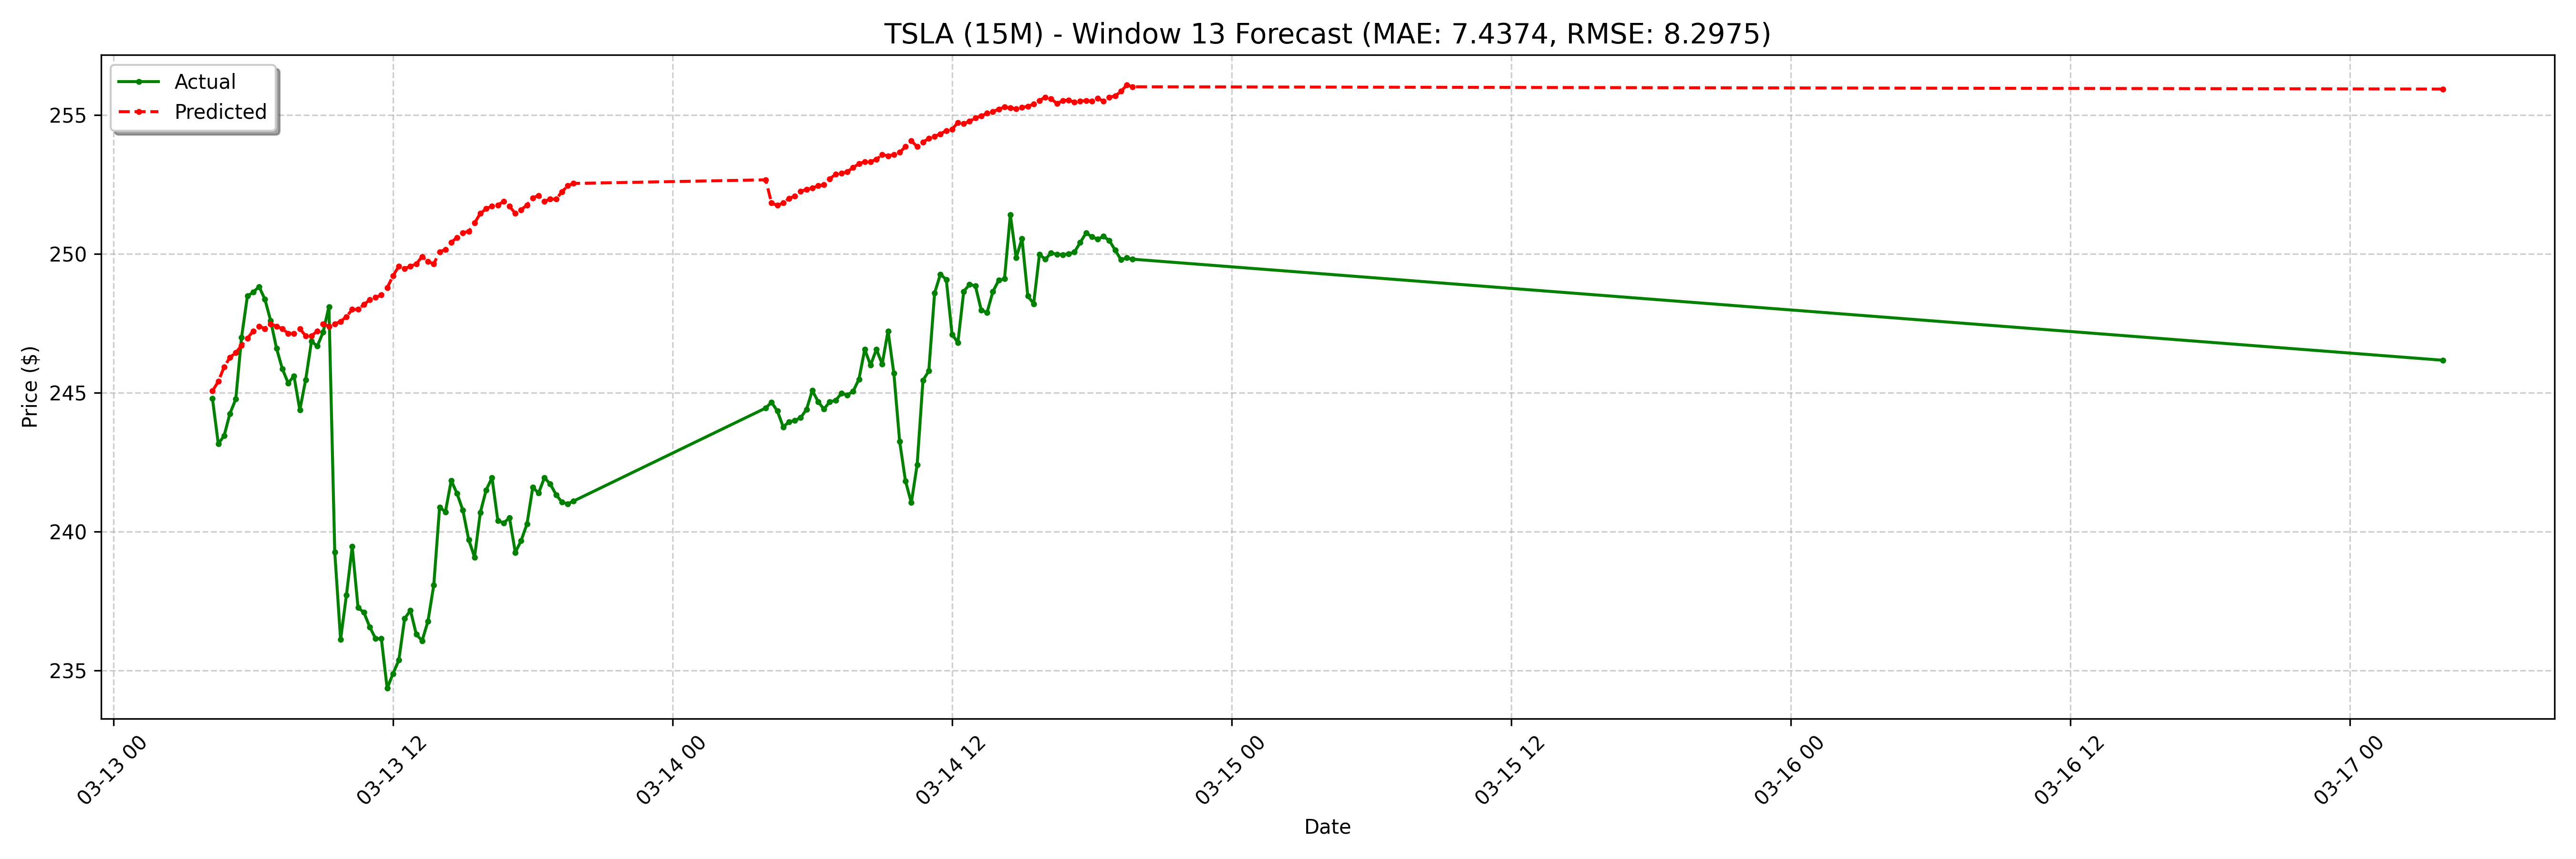 TSLA (15M) - Window 13 Forecast (MAE: 7.4374, RMSE: 8.2975)
Actual
Predicted
255
250
245
240
235
Price ($)
03-13 00
03-13 12
03-14 00
03-14 12
03-15 00
03-15 12
03-16 00
03-16 12
03-17 00
Date